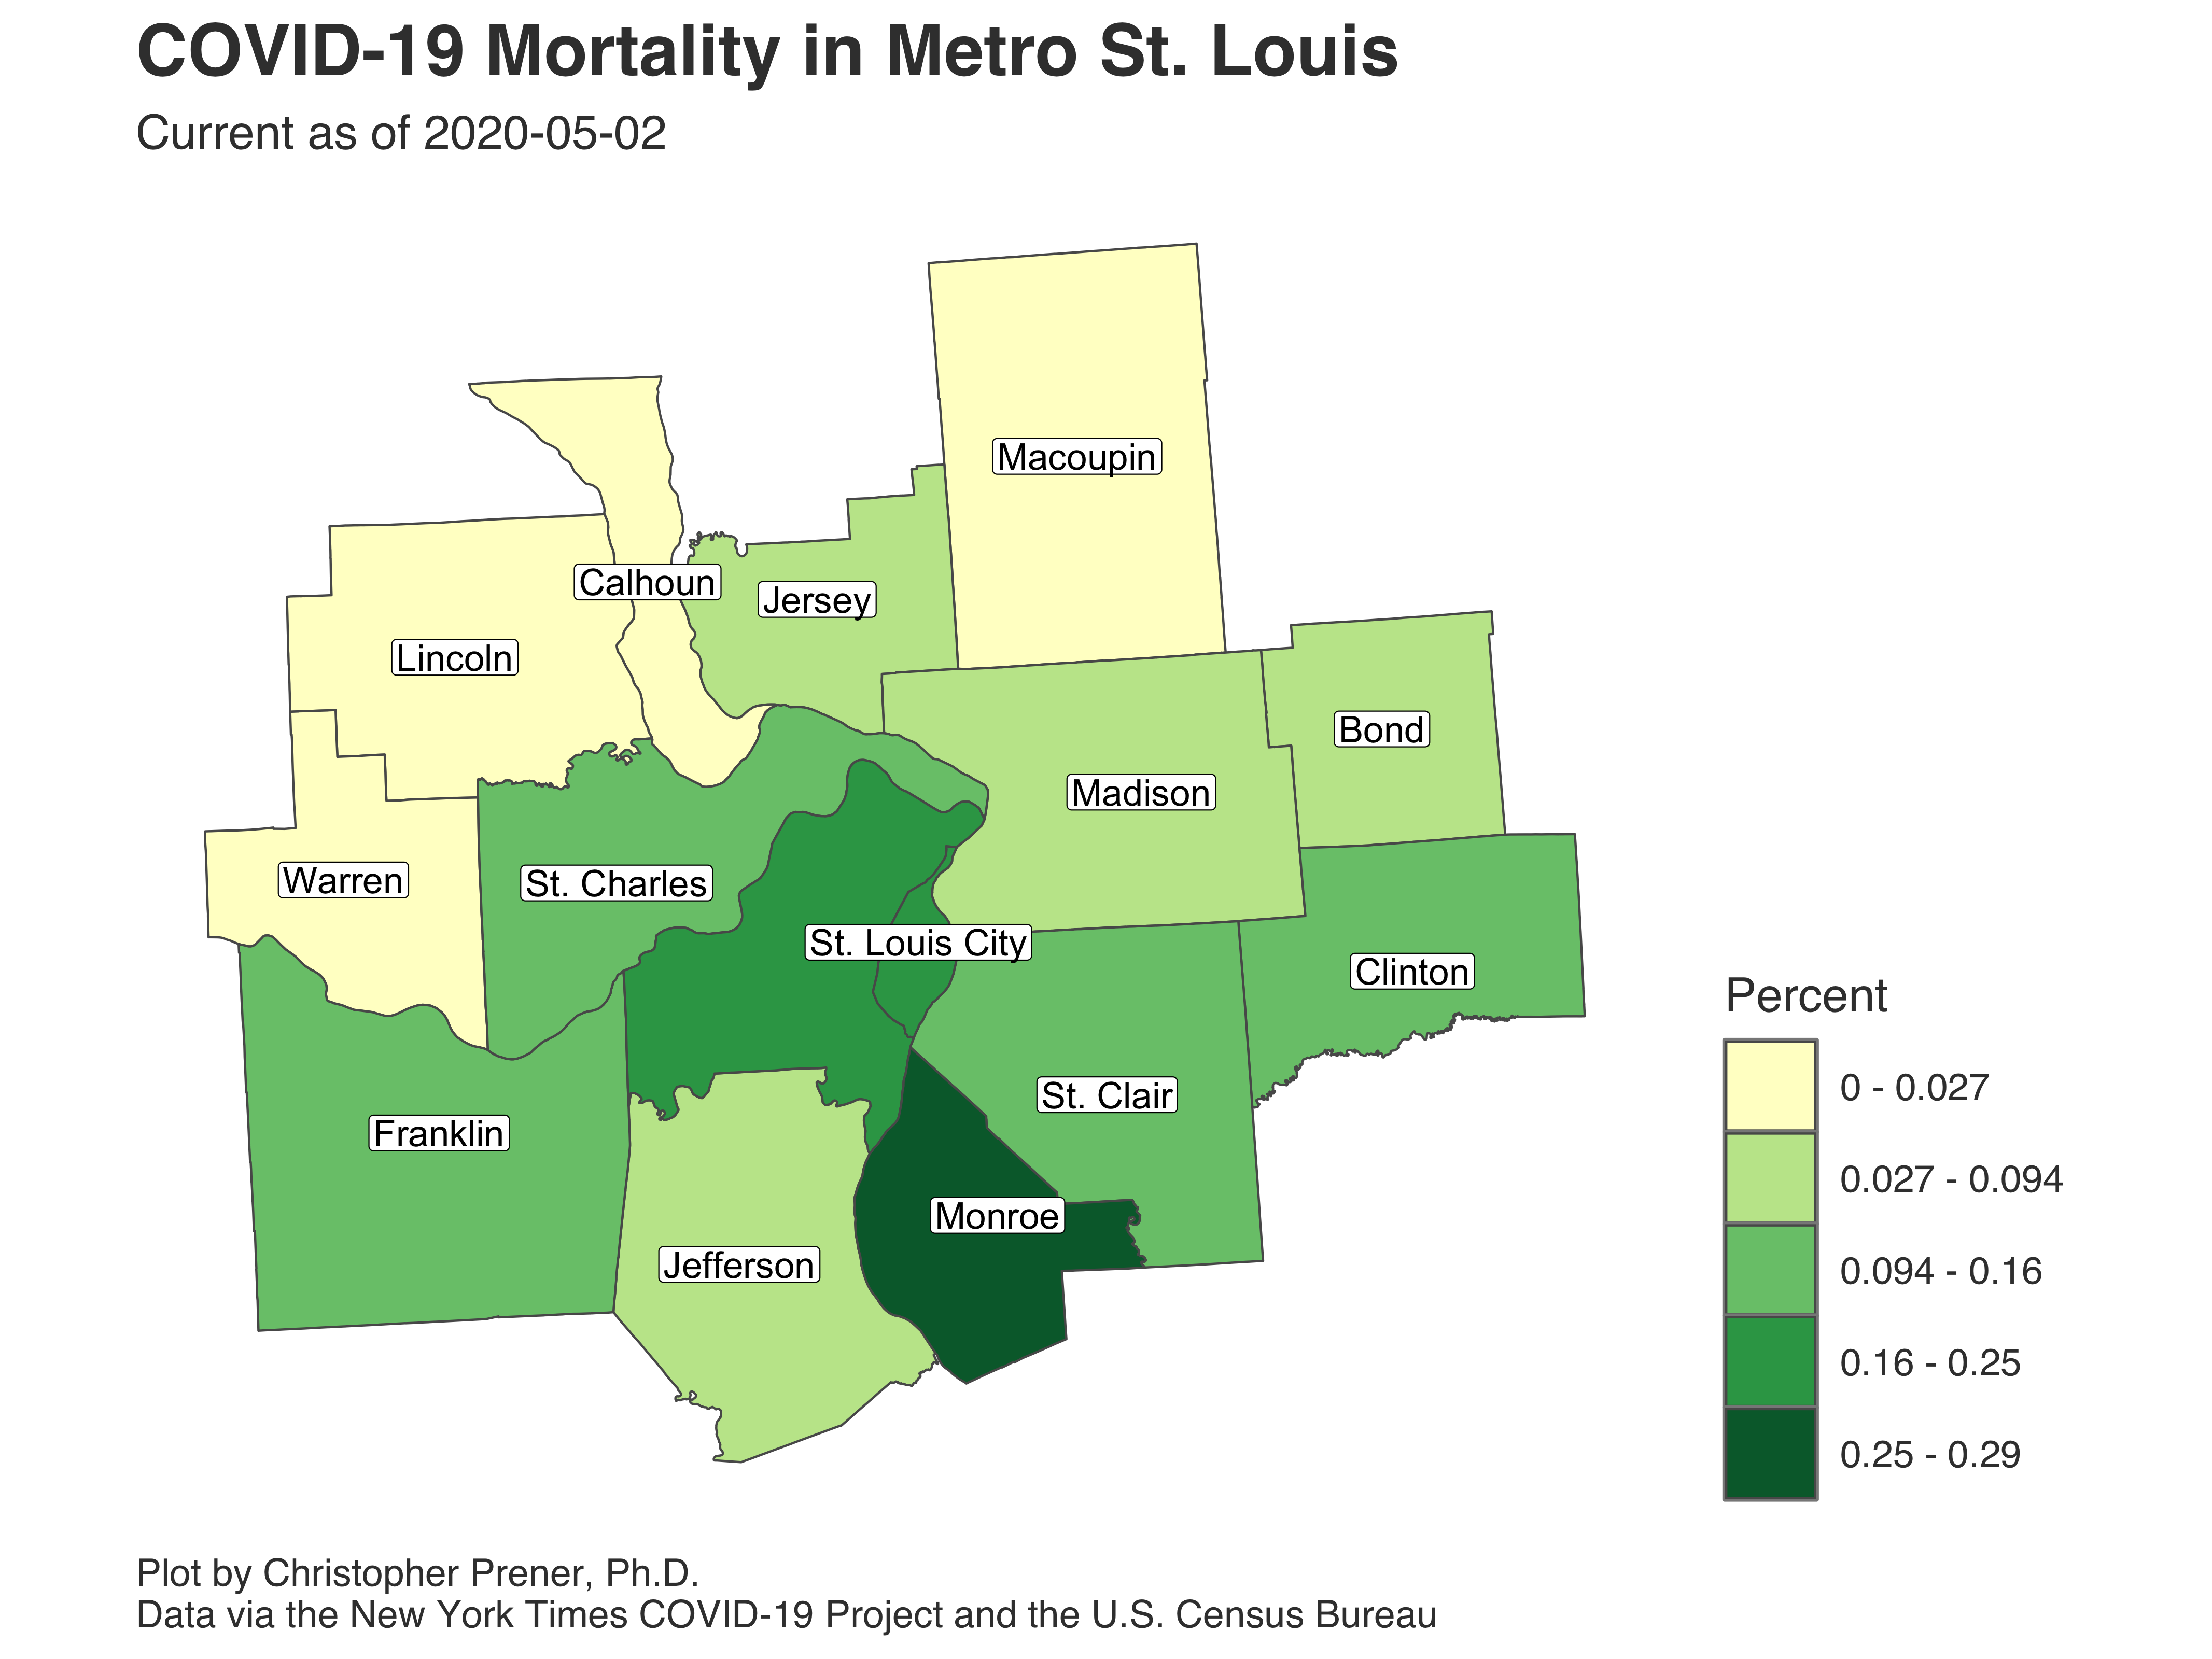 COVID-19 Mortality in Metro St. Louis
Current as of 2020-05-02
Macoupin
Calhoun
Jersey
Lincoln
Bond
Madison
Warren
St. Charles
St. Louis City
Clinton
St. Clair
Franklin
Monroe
Jefferson
Percent
0 - 0.027
0.027 - 0.094
0.094 - 0.16
0.16 - 0.25
0.25 - 0.29
Plot by Christopher Prener, Ph.D.
Data via the New York Times COVID-19 Project and the U.S. Census Bureau